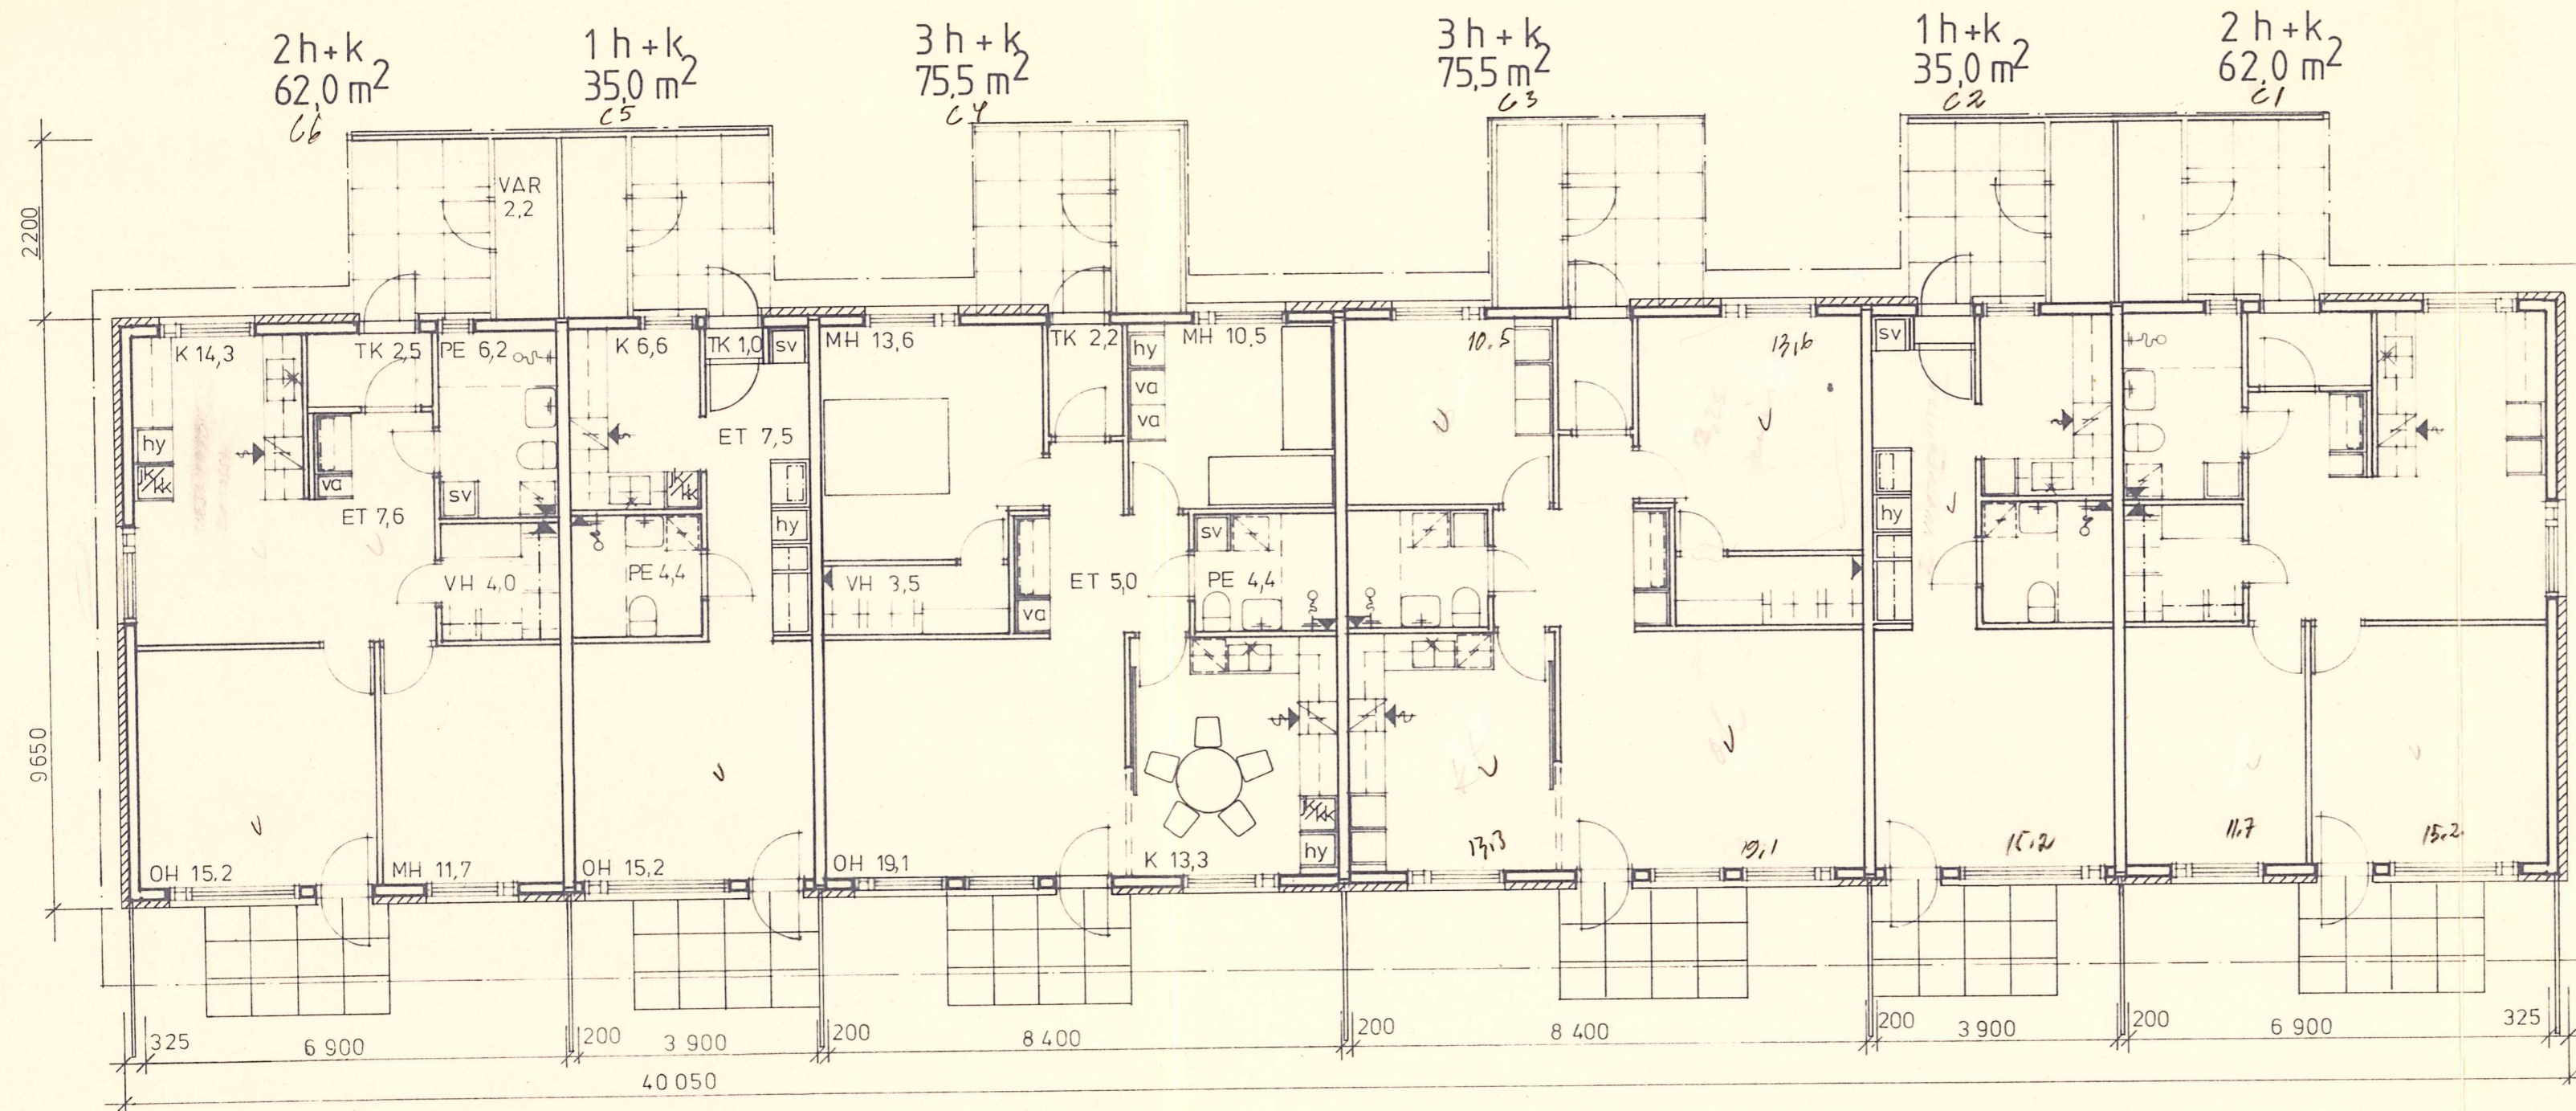 2 h + k
62,0 m2
C6
1 h + k
35,0 m2
C5
3 h + k
75,5 m2
C4
3 h + k
75,5 m2
C3
1 h + k
35,0 m2
C2
2 h + k
62,0 m2
C1
VAR
2,2
2200
K 14,3
TK 2,5
PE 6,2
K 6,6
TK 1,0
sv
MH 13,6
TK 2,2
hy
MH 10,5
10.5
13,6
sv
va
va
hy
ET 7,5
va
sv
JK/kk
JK/kk
ET 7,6
hy
hy
sv
VH 4,0
PE 4,4
VH 3,5
ET 5,0
PE 4,4
va
9650
JK/kk
hy
OH 15.2
MH 11,7
OH 15,2
OH 19,1
K 13,3
13,3
19,1
15.2
11.7
15.2
325
6 900
200
3 900
200
8 400
200
8 400
200
3 900
200
6 900
325
40 050